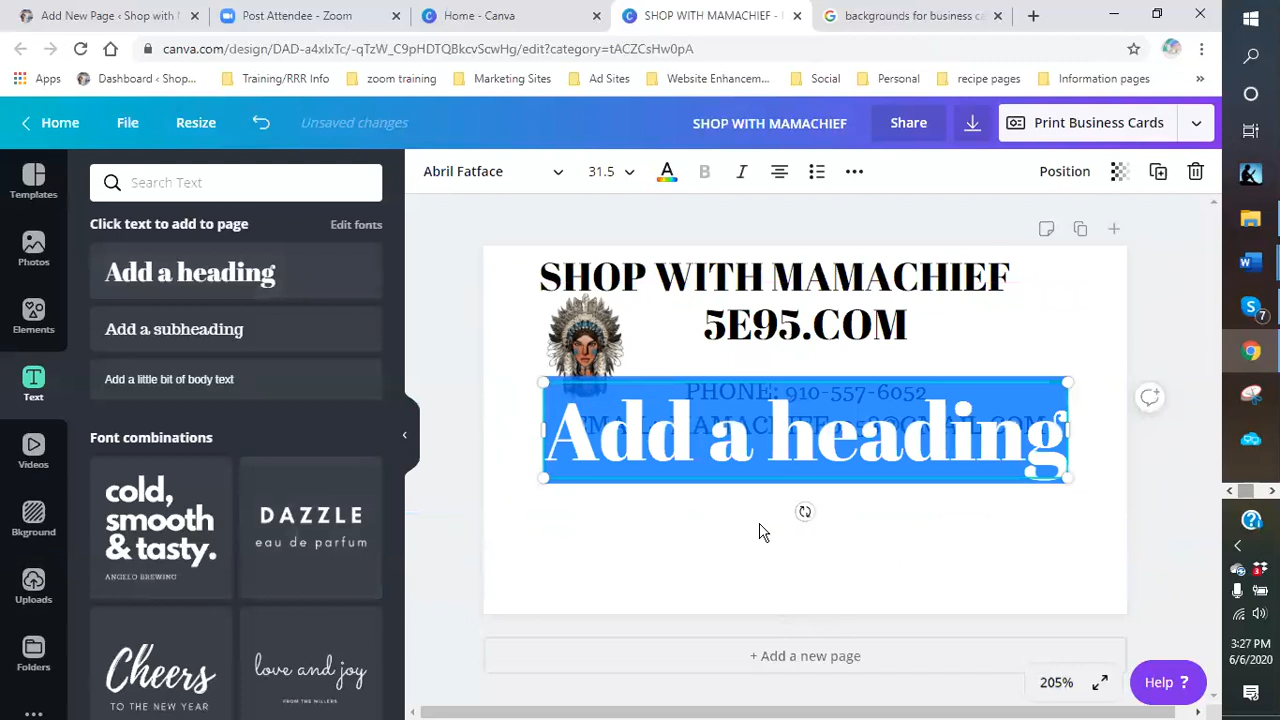 Add New Page ‹ Shop with
Post Attendee - Zoom
Home - Canva
SHOP WITH MAMACHIEF -
backgrounds for business ca
canva.com/design/DAD-a4xlxTc/-qTzW_C9pHDTQBkcvScwHg/edit?category=tACZCsHw0pA
Apps
Dashboard ‹ Shop...
Training/RRR Info
zoom training
Marketing Sites
Ad Sites
Website Enhancem...
Social
Personal
recipe pages
Information pages
»
Home
File
Resize
Unsaved changes
SHOP WITH MAMACHIEF
Share
Print Business Cards
Templates
Photos
Elements
Text
Videos
Bkground
Uploads
Folders
Search Text
Click text to add to page
Edit fonts
Add a heading
Add a subheading
Add a little bit of body text
Font combinations
cold,
smooth
& tasty.
ANGELO BREWING
DAZZLE
eau de parfum
Cheers
TO THE NEW YEAR
love and joy
FROM THE MILLERS
Abril Fatface
31.5
A
B
I
Position
SHOP WITH MAMACHIEF
5E95.COM
PHONE: 910-557-6052
Add a heading
+ Add a new page
205%
Help ?
7
3
3:27 PM
6/6/2020